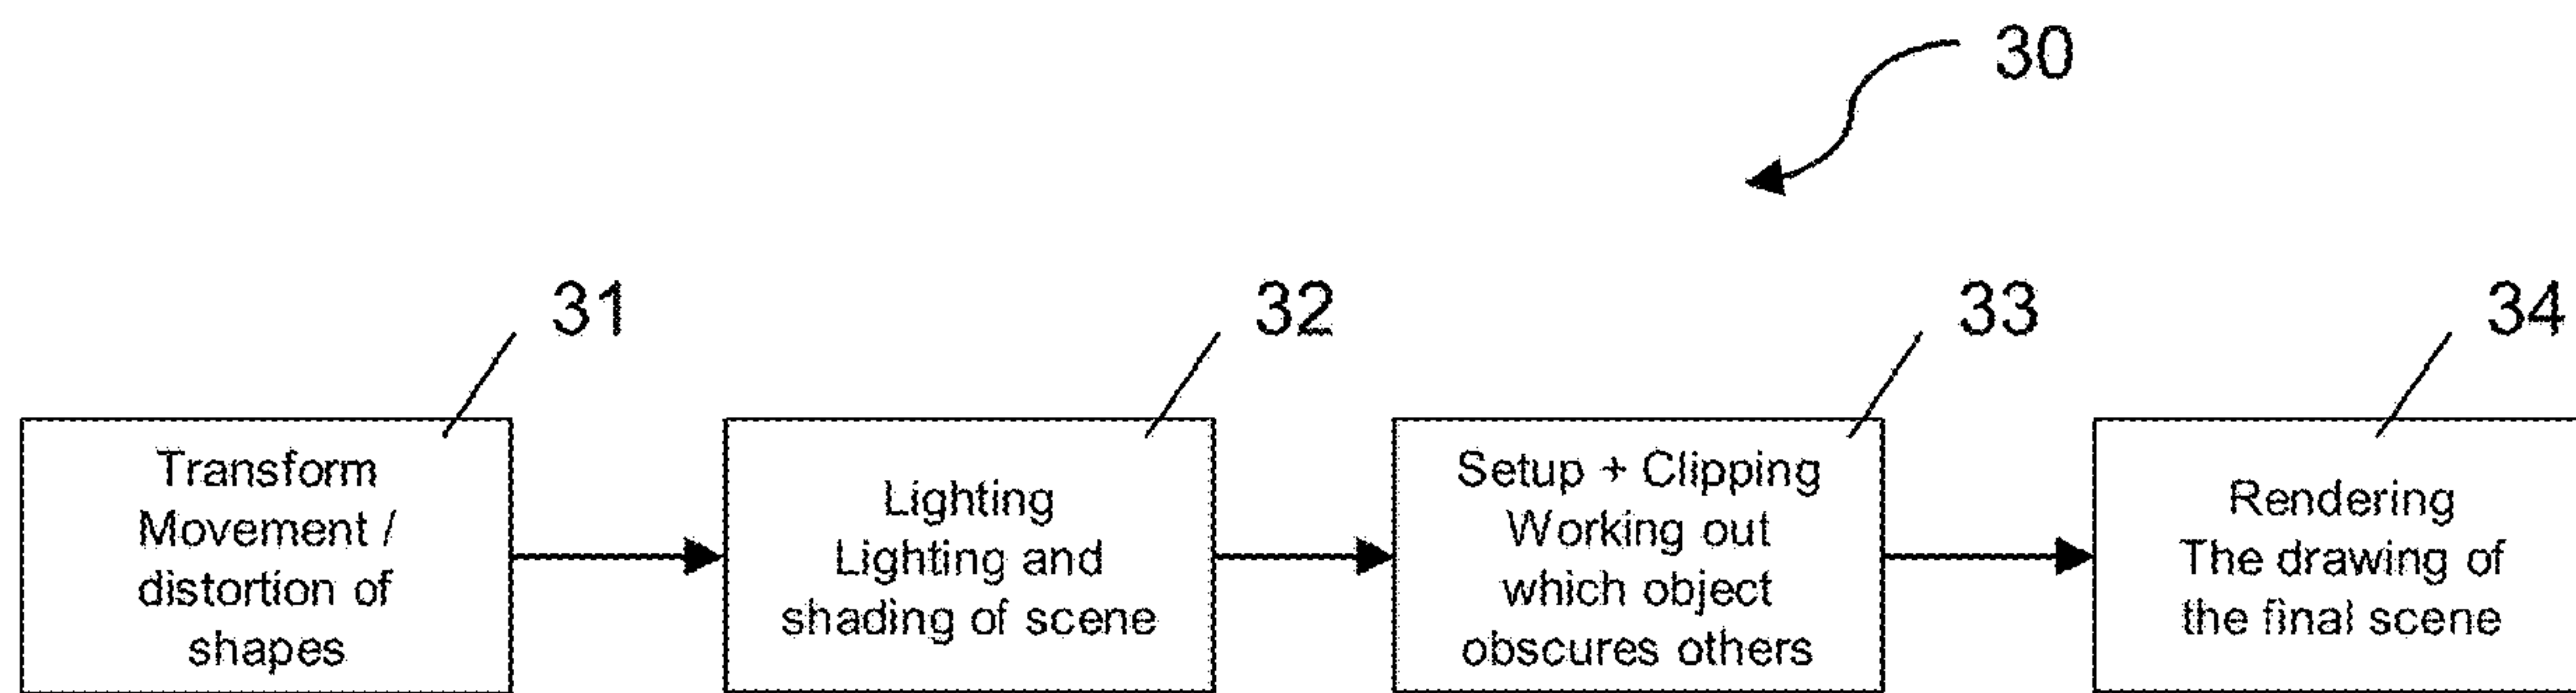 30
31
32
33
34
Transform
Movement /
distortion of
shapes
Lighting
Lighting and
shading of scene
Setup + Clipping
Working out
which object
obscures others
Rendering
The drawing of
the final scene